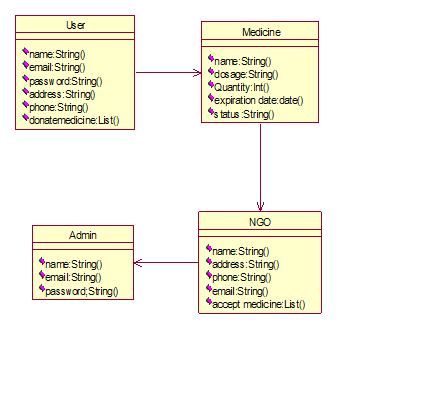 User
name:String()
email:String()
password:String()
address:String()
phone:String()
donatemedicine:List()
Medicine
name:String()
dosage:String()
Quantity:Int()
expiration date:date()
status:String()
Admin
name:String()
email:String()
password;String()
NGO
name:String()
address:String()
phone:String()
email:String()
accept medicine:List()